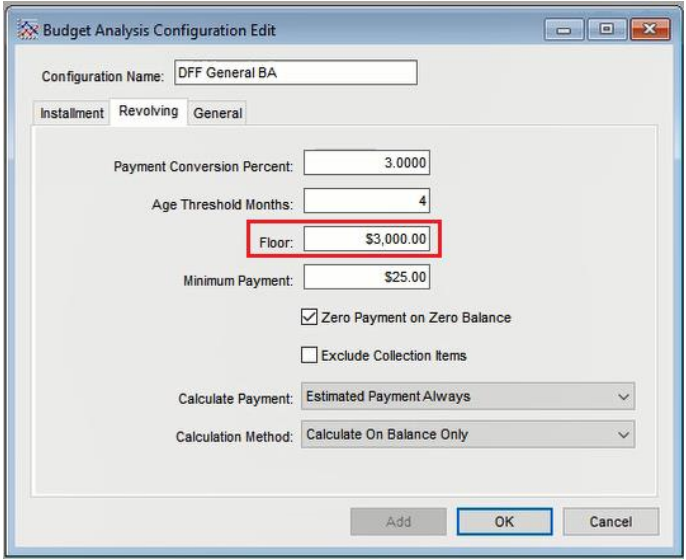 Budget Analysis Configuration Edit
Configuration Name: DFF General BA
Installment Revolving General
Payment Conversion Percent: 3.0000
Age Threshold Months: 4
Floor: $3,000.00
Minimum Payment: $25.00
Zero Payment on Zero Balance
Exclude Collection Items
Calculate Payment: Estimated Payment Always
Calculation Method: Calculate On Balance Only
Add OK Cancel